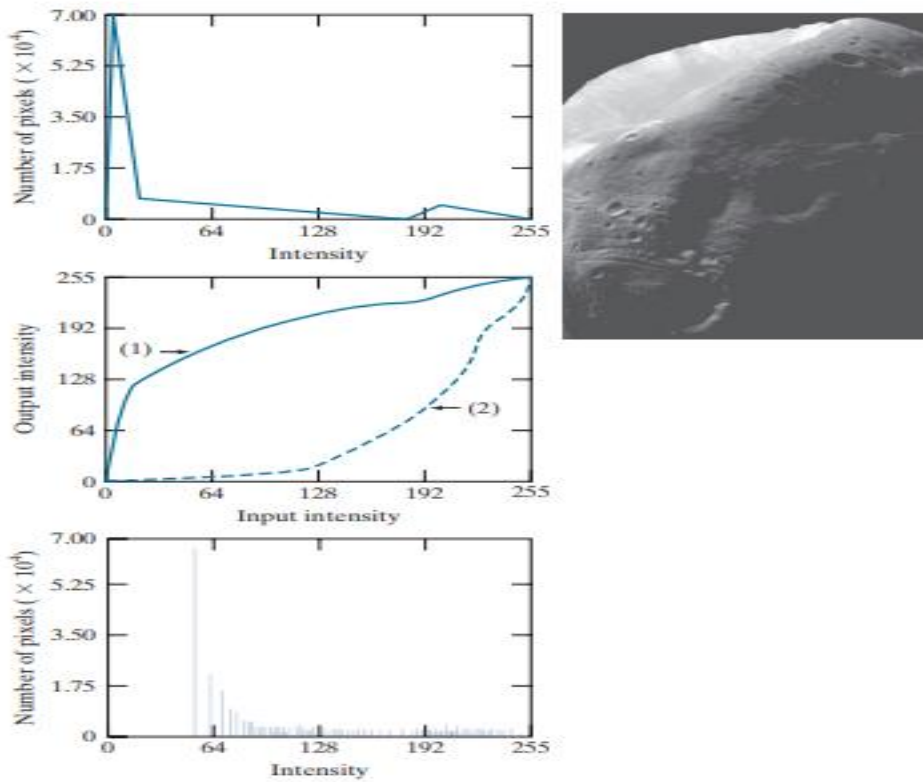 Number of pixels ( × 10⁴)
7.00
5.25
3.50
1.75
0
0 64 128 192 255
Intensity
Output intensity
255
192
128
64
0
(1)
(2)
0 64 128 192 255
Input intensity
Number of pixels ( × 10⁴)
7.00
5.25
3.50
1.75
0
0 64 128 192 255
Intensity